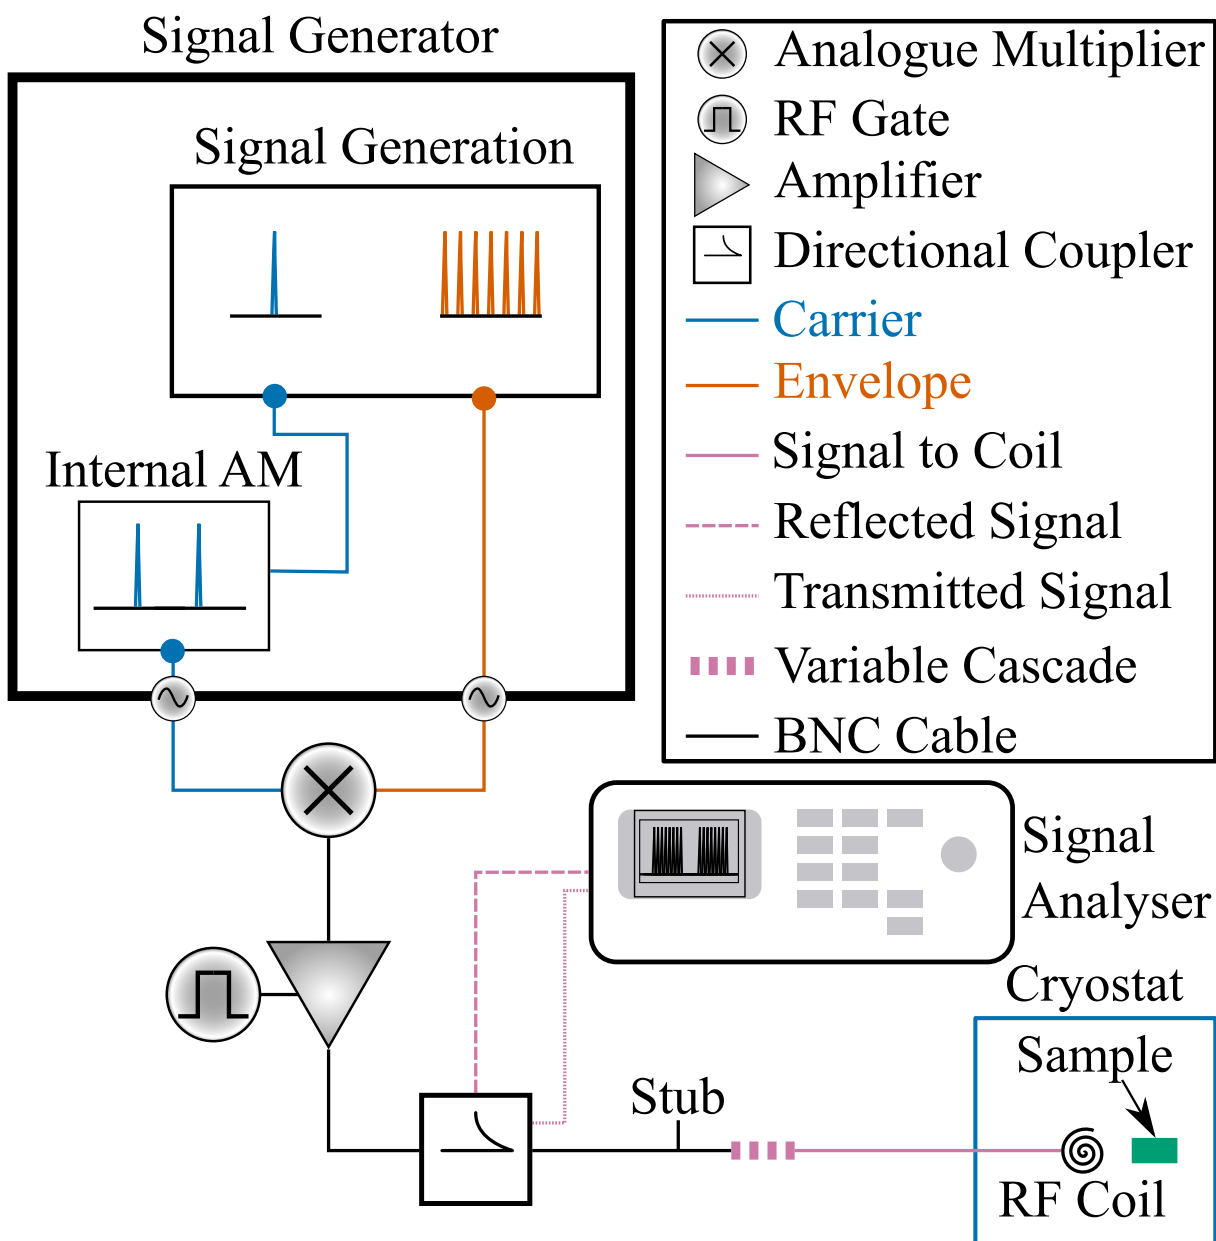 Signal Generator
Signal Generation
Internal AM
Analogue Multiplier
RF Gate
Amplifier
Directional Coupler
Carrier
Envelope
Signal to Coil
Reflected Signal
Transmitted Signal
Variable Cascade
BNC Cable
Signal
Analyser
Cryostat
Sample
Stub
RF Coil